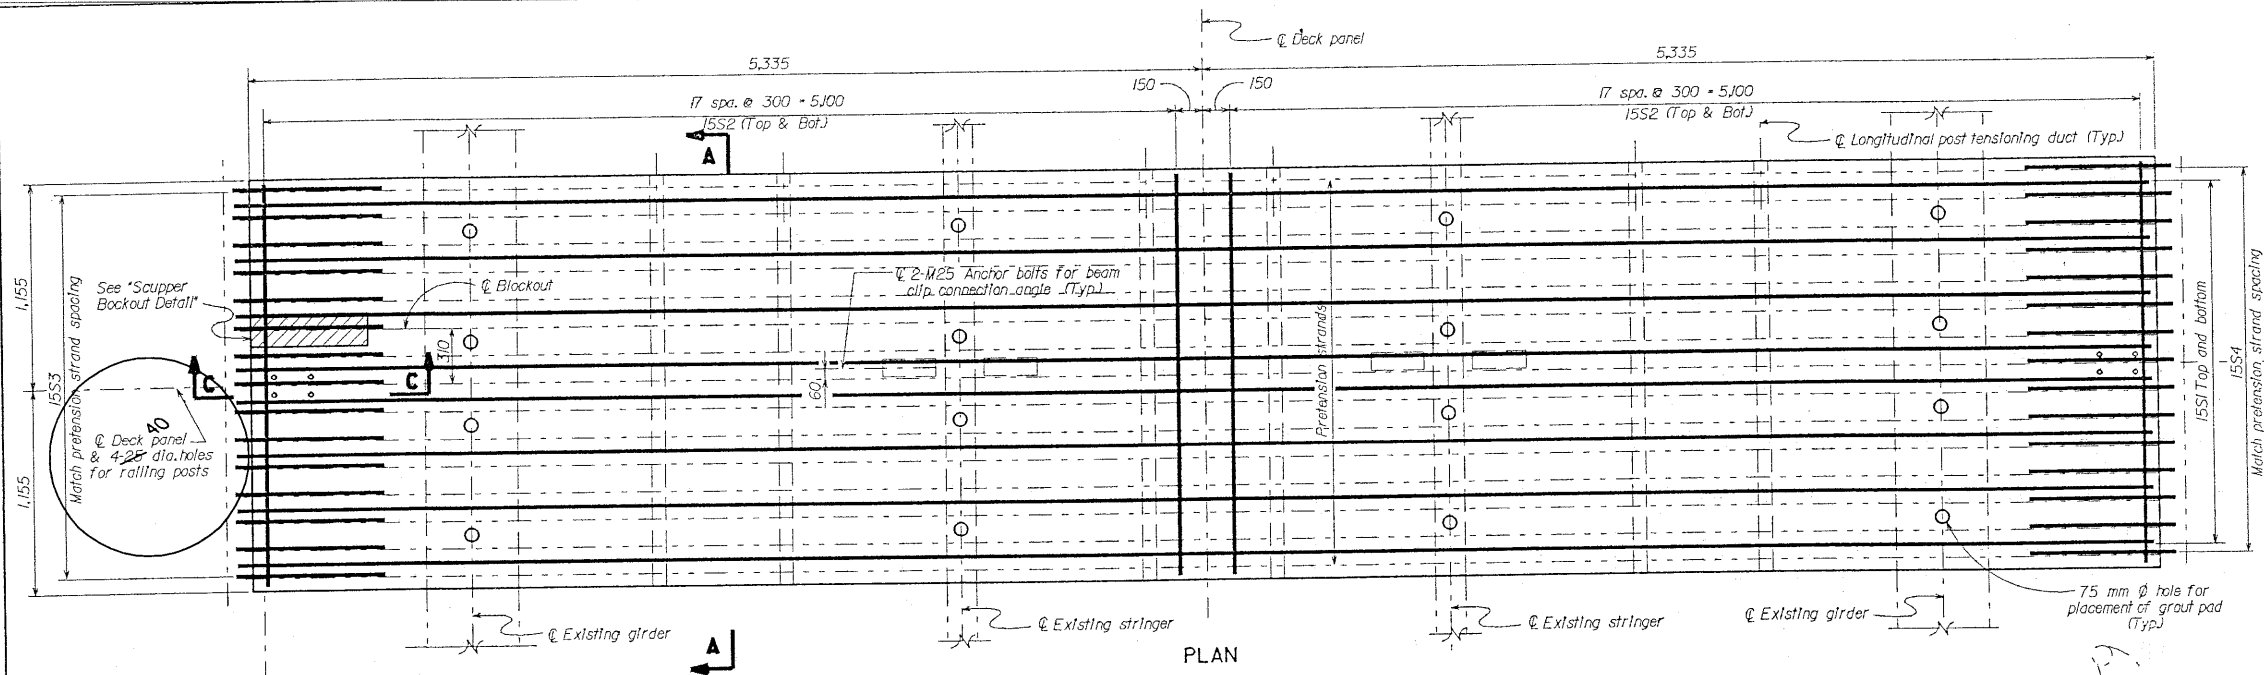 ℄ Deck panel
5,335
5,335
150
150
17 spa. @ 300 = 5,100
15S2 (Top & Bot.)
17 spa. @ 300 = 5,100
15S2 (Top & Bot.)
℄ Longitudinal post tensioning duct (Typ.)
A
1,155
1,155
15S3
Match pretension strand spacing
See "Scupper
Bockout Detail"
℄ Blockout
310
℄ 2-M25 Anchor bolts for beam
clip connection angle (Typ.)
60
Pretension strands
C
C
40
℄ Deck panel
& 4-25 dia. holes
for railing posts
15S1 Top and bottom
15S4
Match pretension strand spacing
75 mm ϕ hole for
placement of grout pad
(Typ.)
℄ Existing girder
℄ Existing stringer
℄ Existing stringer
℄ Existing girder
A
PLAN